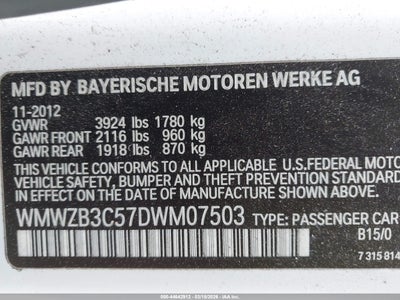 MFD BY BAYERISCHE MOTOREN WERKE AG
11-2012
GVWR 3924 lbs 1780 kg
GAWR FRONT 2116 lbs 960 kg
GAWR REAR 1918 lbs 870 kg
THIS VEHICLE CONFORMS TO ALL APPLICABLE U.S. FEDERAL MOTOR
VEHICLE SAFETY, BUMPER, AND THEFT PREVENTION STANDARDS
IN EFFECT ON THE DATE OF MANUFACTURE SHOWN ABOVE.
WMWZB3C57DWM07503 TYPE: PASSENGER CAR
B15/0
7 315 814